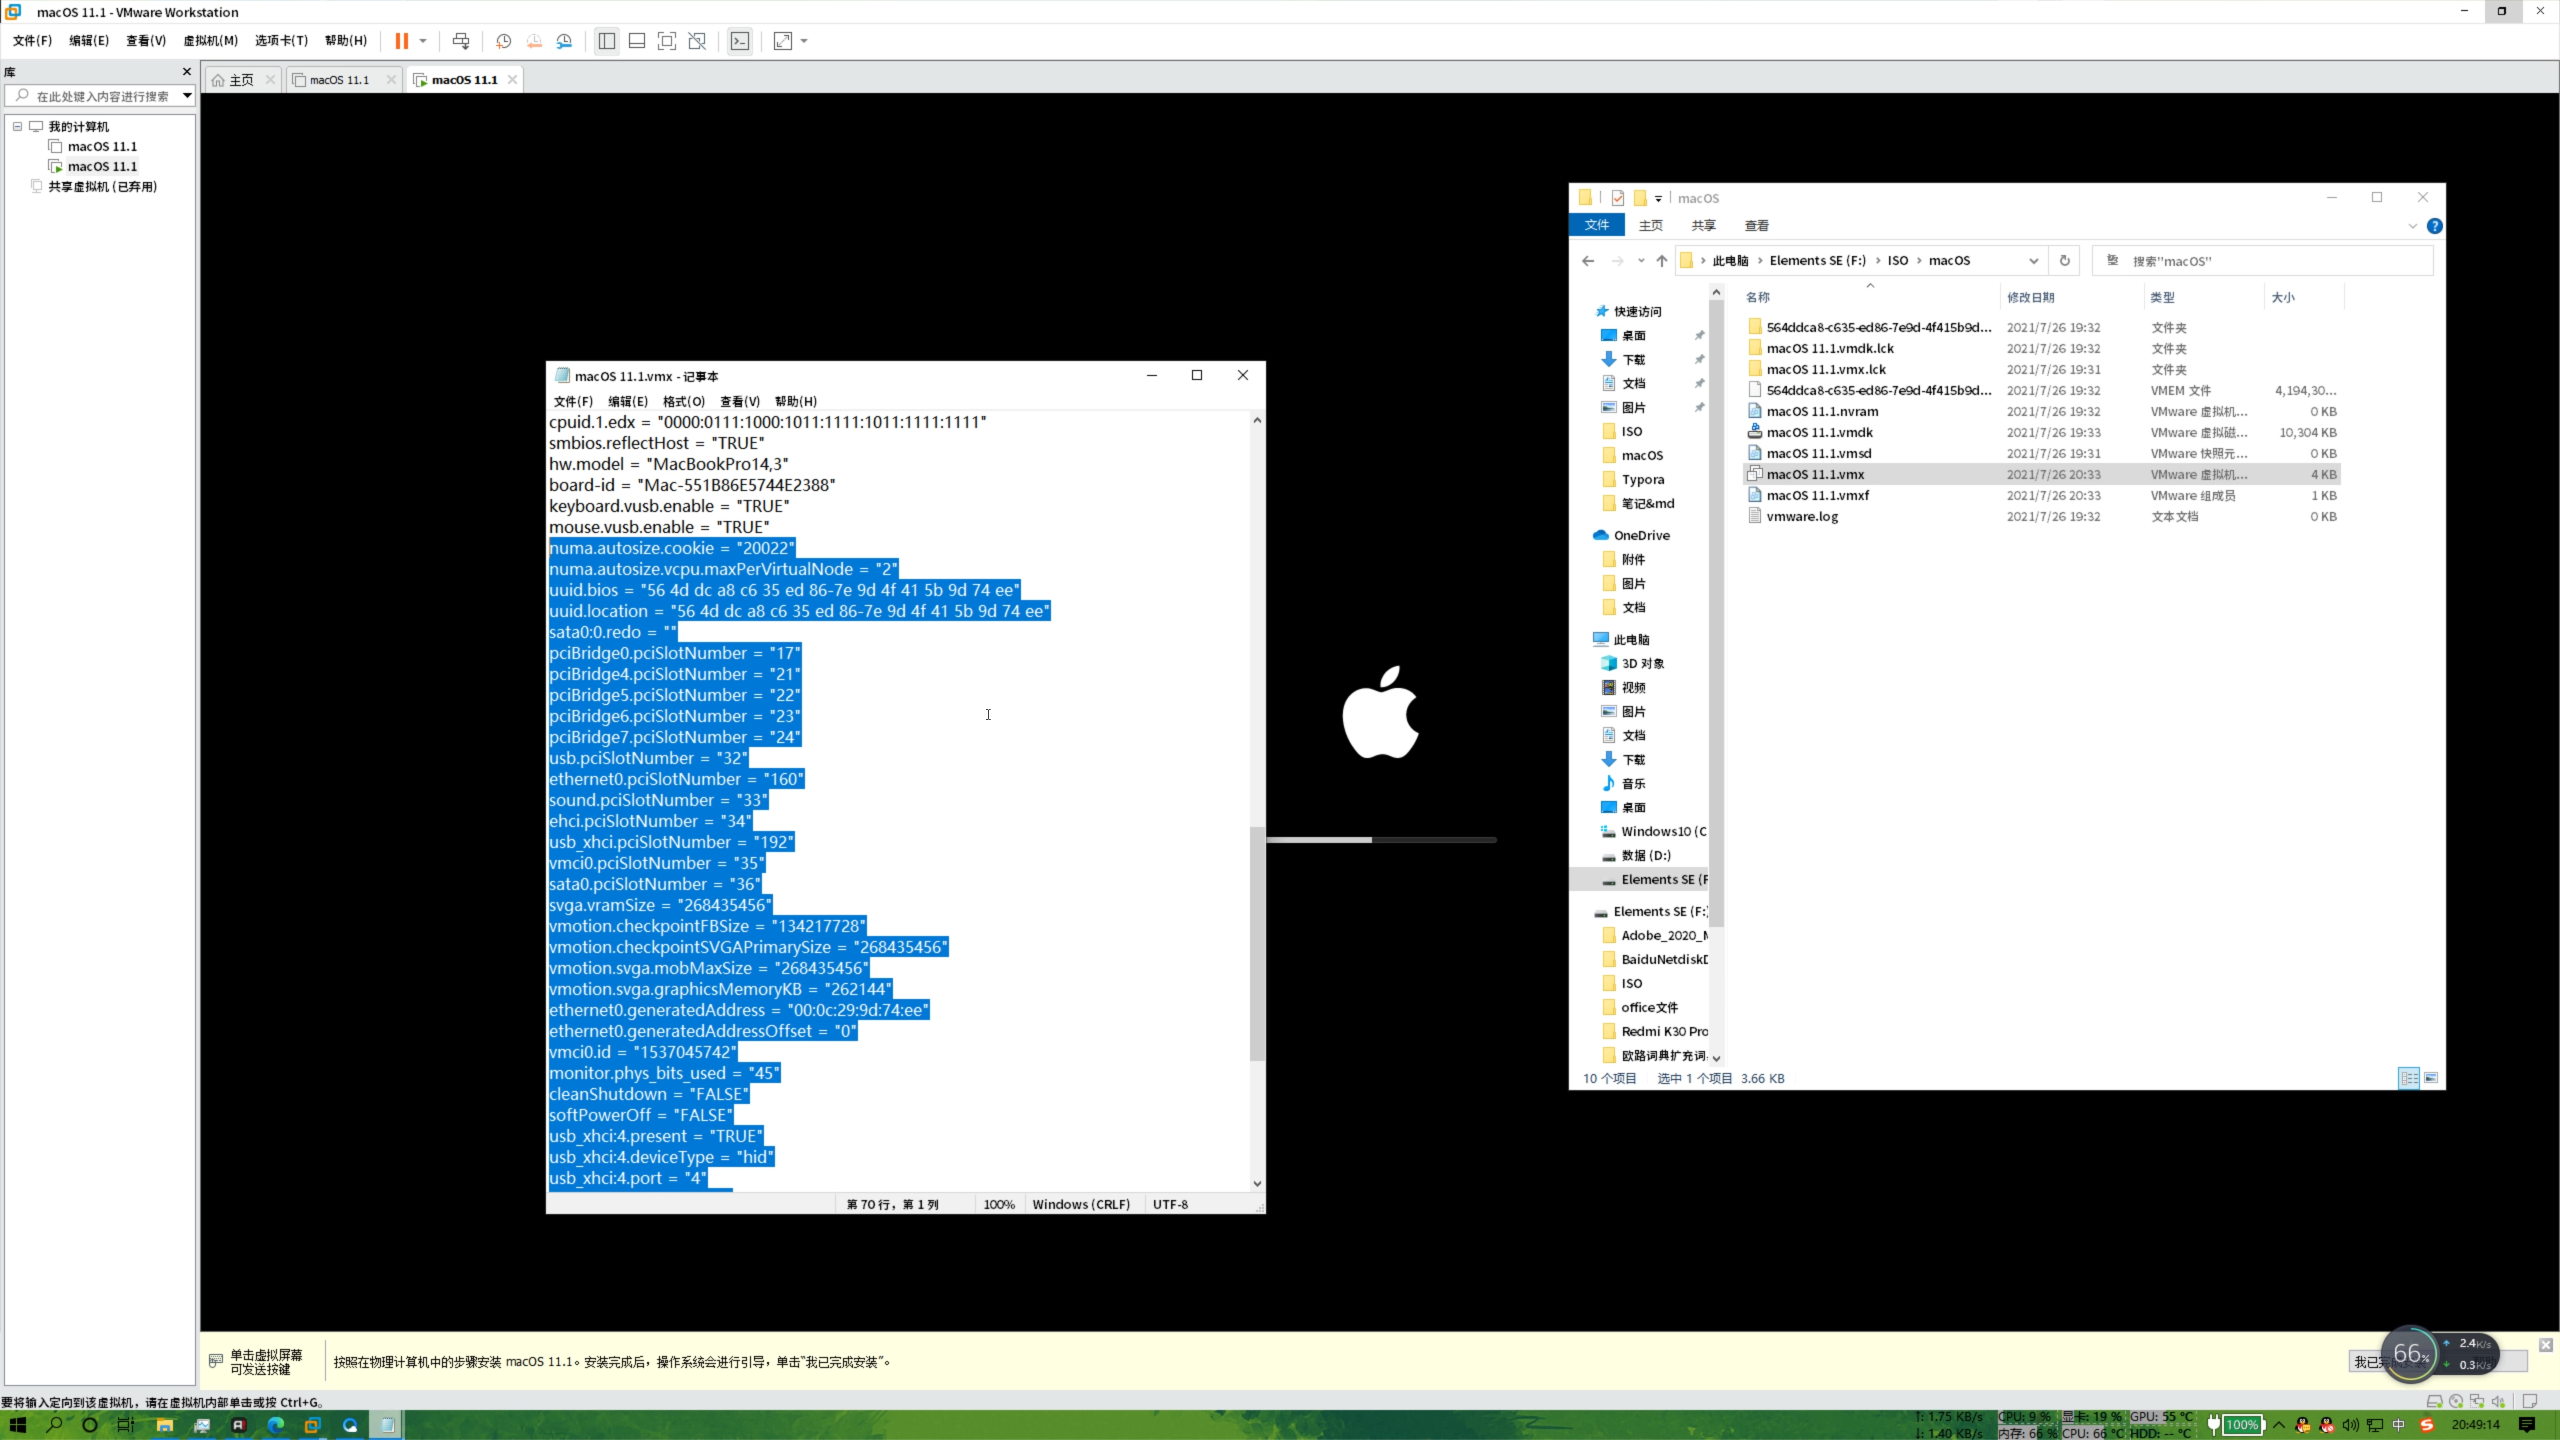 macOS 11.1 - VMware Workstation
文件(F) 编辑(E) 查看(V) 虚拟机(M) 选项卡(T) 帮助(H)
库
在此处键入内容进行搜索
我的计算机
macOS 11.1
macOS 11.1
共享虚拟机 (已弃用)
主页 macOS 11.1 macOS 11.1
macOS 11.1.vmx - 记事本
文件(F) 编辑(E) 格式(O) 查看(V) 帮助(H)
cpuid.1.edx = "0000:0111:1000:1011:1111:1011:1111:1111"
smbios.reflectHost = "TRUE"
hw.model = "MacBookPro14,3"
board-id = "Mac-551B86E5744E2388"
keyboard.vusb.enable = "TRUE"
mouse.vusb.enable = "TRUE"
numa.autosize.cookie = "20022"
numa.autosize.vcpu.maxPerVirtualNode = "2"
uuid.bios = "56 4d dc a8 c6 35 ed 86-7e 9d 4f 41 5b 9d 74 ee"
uuid.location = "56 4d dc a8 c6 35 ed 86-7e 9d 4f 41 5b 9d 74 ee"
sata0:0.redo = ""
pciBridge0.pciSlotNumber = "17"
pciBridge4.pciSlotNumber = "21"
pciBridge5.pciSlotNumber = "22"
pciBridge6.pciSlotNumber = "23"
pciBridge7.pciSlotNumber = "24"
usb.pciSlotNumber = "32"
ethernet0.pciSlotNumber = "160"
sound.pciSlotNumber = "33"
ehci.pciSlotNumber = "34"
usb_xhci.pciSlotNumber = "192"
vmci0.pciSlotNumber = "35"
sata0.pciSlotNumber = "36"
svga.vramSize = "268435456"
vmotion.checkpointFBSize = "134217728"
vmotion.checkpointSVGAPrimarySize = "268435456"
vmotion.svga.mobMaxSize = "268435456"
vmotion.svga.graphicsMemoryKB = "262144"
ethernet0.generatedAddress = "00:0c:29:9d:74:ee"
ethernet0.generatedAddressOffset = "0"
vmci0.id = "1537045742"
monitor.phys_bits_used = "45"
cleanShutdown = "FALSE"
softPowerOff = "FALSE"
usb_xhci:4.present = "TRUE"
usb_xhci:4.deviceType = "hid"
usb_xhci:4.port = "4"
第 70 行，第 1 列 100% Windows (CRLF) UTF-8
macOS
文件 主页 共享 查看
此电脑 › Elements SE (F:) › ISO › macOS
搜索"macOS"
快速访问
桌面
下载
文档
图片
ISO
macOS
Typora
笔记&md
OneDrive
附件
图片
文档
此电脑
3D 对象
视频
图片
文档
下载
音乐
桌面
Windows10 (C
数据 (D:)
Elements SE (F
Elements SE (F:)
Adobe_2020_M
BaiduNetdiskD
ISO
office文件
Redmi K30 Pro
欧路词典扩充词
名称 修改日期 类型 大小
564ddca8-c635-ed86-7e9d-4f415b9d... 2021/7/26 19:32 文件夹
macOS 11.1.vmdk.lck 2021/7/26 19:32 文件夹
macOS 11.1.vmx.lck 2021/7/26 19:31 文件夹
564ddca8-c635-ed86-7e9d-4f415b9d... 2021/7/26 19:32 VMEM 文件 4,194,30...
macOS 11.1.nvram 2021/7/26 19:32 VMware 虚拟机... 0 KB
macOS 11.1.vmdk 2021/7/26 19:33 VMware 虚拟磁... 10,304 KB
macOS 11.1.vmsd 2021/7/26 19:31 VMware 快照元... 0 KB
macOS 11.1.vmx 2021/7/26 20:33 VMware 虚拟机... 4 KB
macOS 11.1.vmxf 2021/7/26 20:33 VMware 组成员 1 KB
vmware.log 2021/7/26 19:32 文本文档 0 KB
10 个项目 选中 1 个项目 3.66 KB
单击虚拟屏幕
可发送按键
按照在物理计算机中的步骤安装 macOS 11.1。安装完成后，操作系统会进行引导，单击“我已完成安装”。
我已
66%
2.4K/s
0.3K/s
要将输入定向到该虚拟机，请在虚拟机内部单击或按 Ctrl+G。
↑: 1.75 KB/s CPU: 9 % 显卡: 19 % GPU: 55 °C
↓: 1.40 KB/s 内存: 66 % CPU: 66 °C HDD: -- °C
100%
中
20:49:14